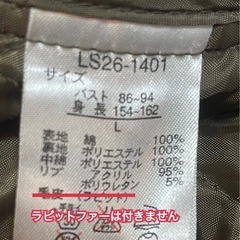 LS26-1401
サイズ
バスト 86~94
身長 154~162
L
表地 綿 100%
裏地 ポリエステル 100%
中綿 ポリエステル 100%
リブ アクリル 95%
ポリウレタン 5%
毛皮 (ラビット)
ラビットファーは付きません